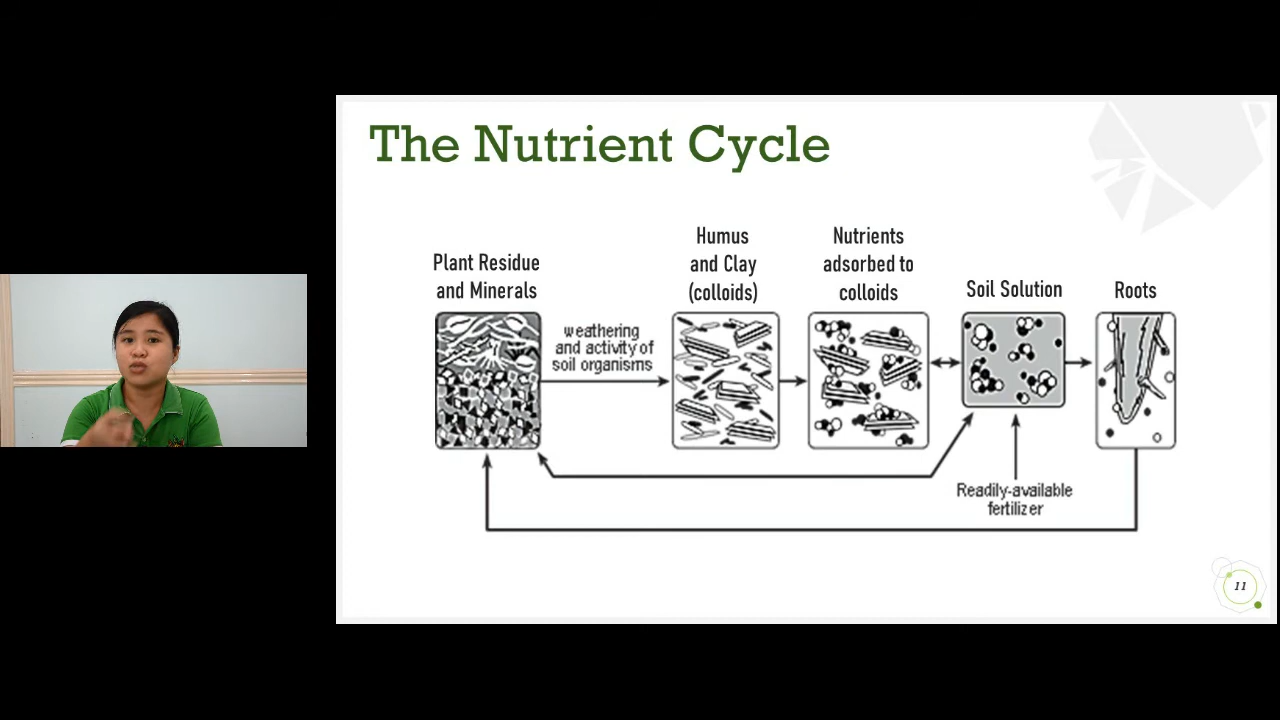 The Nutrient Cycle
Plant Residue
and Minerals
weathering
and activity of
soil organisms
Humus
and Clay
(colloids)
Nutrients
adsorbed to
colloids
Soil Solution
Roots
Readily-available
fertilizer
11